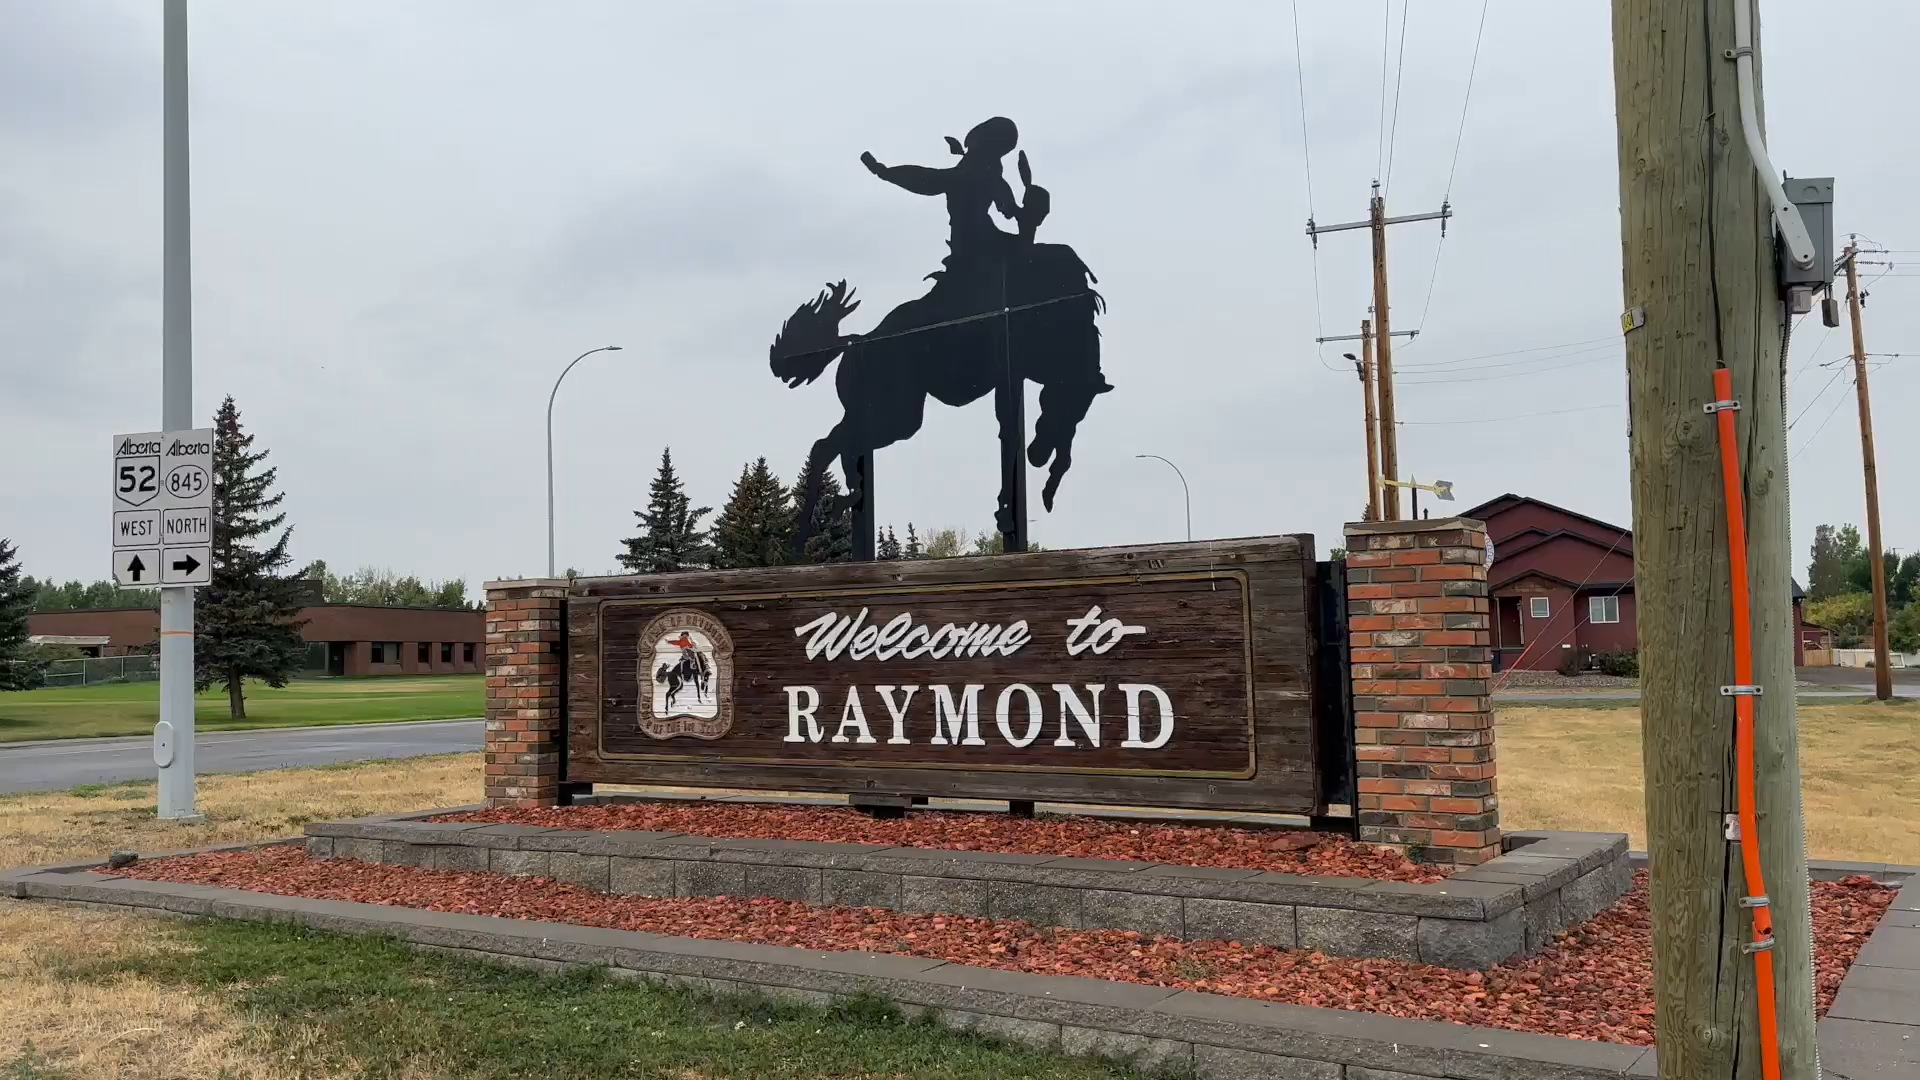 Alberta Alberta
52 845
WEST NORTH
Welcome to
RAYMOND